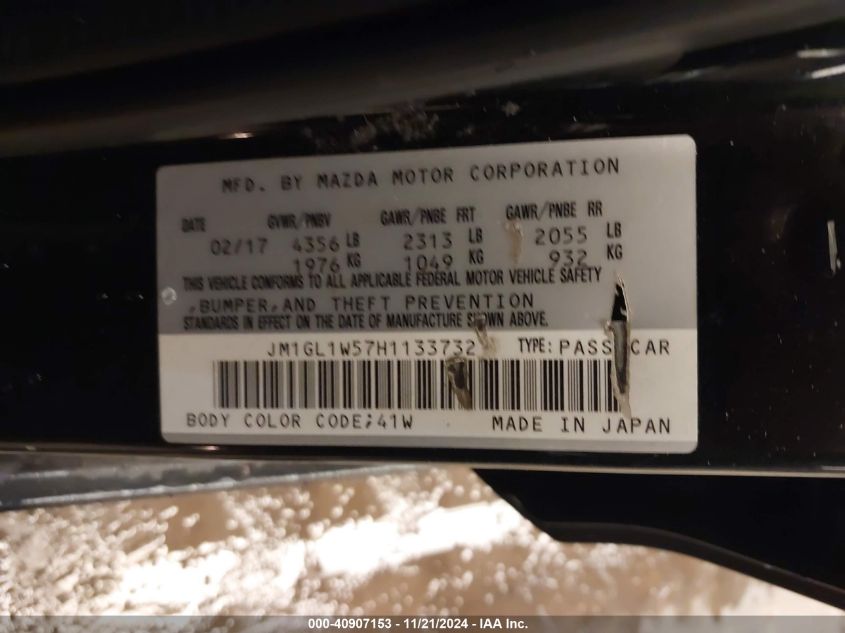 MFD. BY MAZDA MOTOR CORPORATION
DATE GVWR/PNBV GAWR/PNBE FRT GAWR/PNBE RR
02/17 4356 LB 2313 LB 2055 LB
1976 KG 1049 KG 932 KG
THIS VEHICLE CONFORMS TO ALL APPLICABLE FEDERAL MOTOR VEHICLE SAFETY
,BUMPER,AND THEFT PREVENTION
STANDARDS IN EFFECT ON THE DATE OF MANUFACTURE SHOWN ABOVE.
JM1GL1W57H1133732 TYPE: PASS CAR
BODY COLOR CODE;41W MADE IN JAPAN
000-40907153 - 11/21/2024 - IAA Inc.